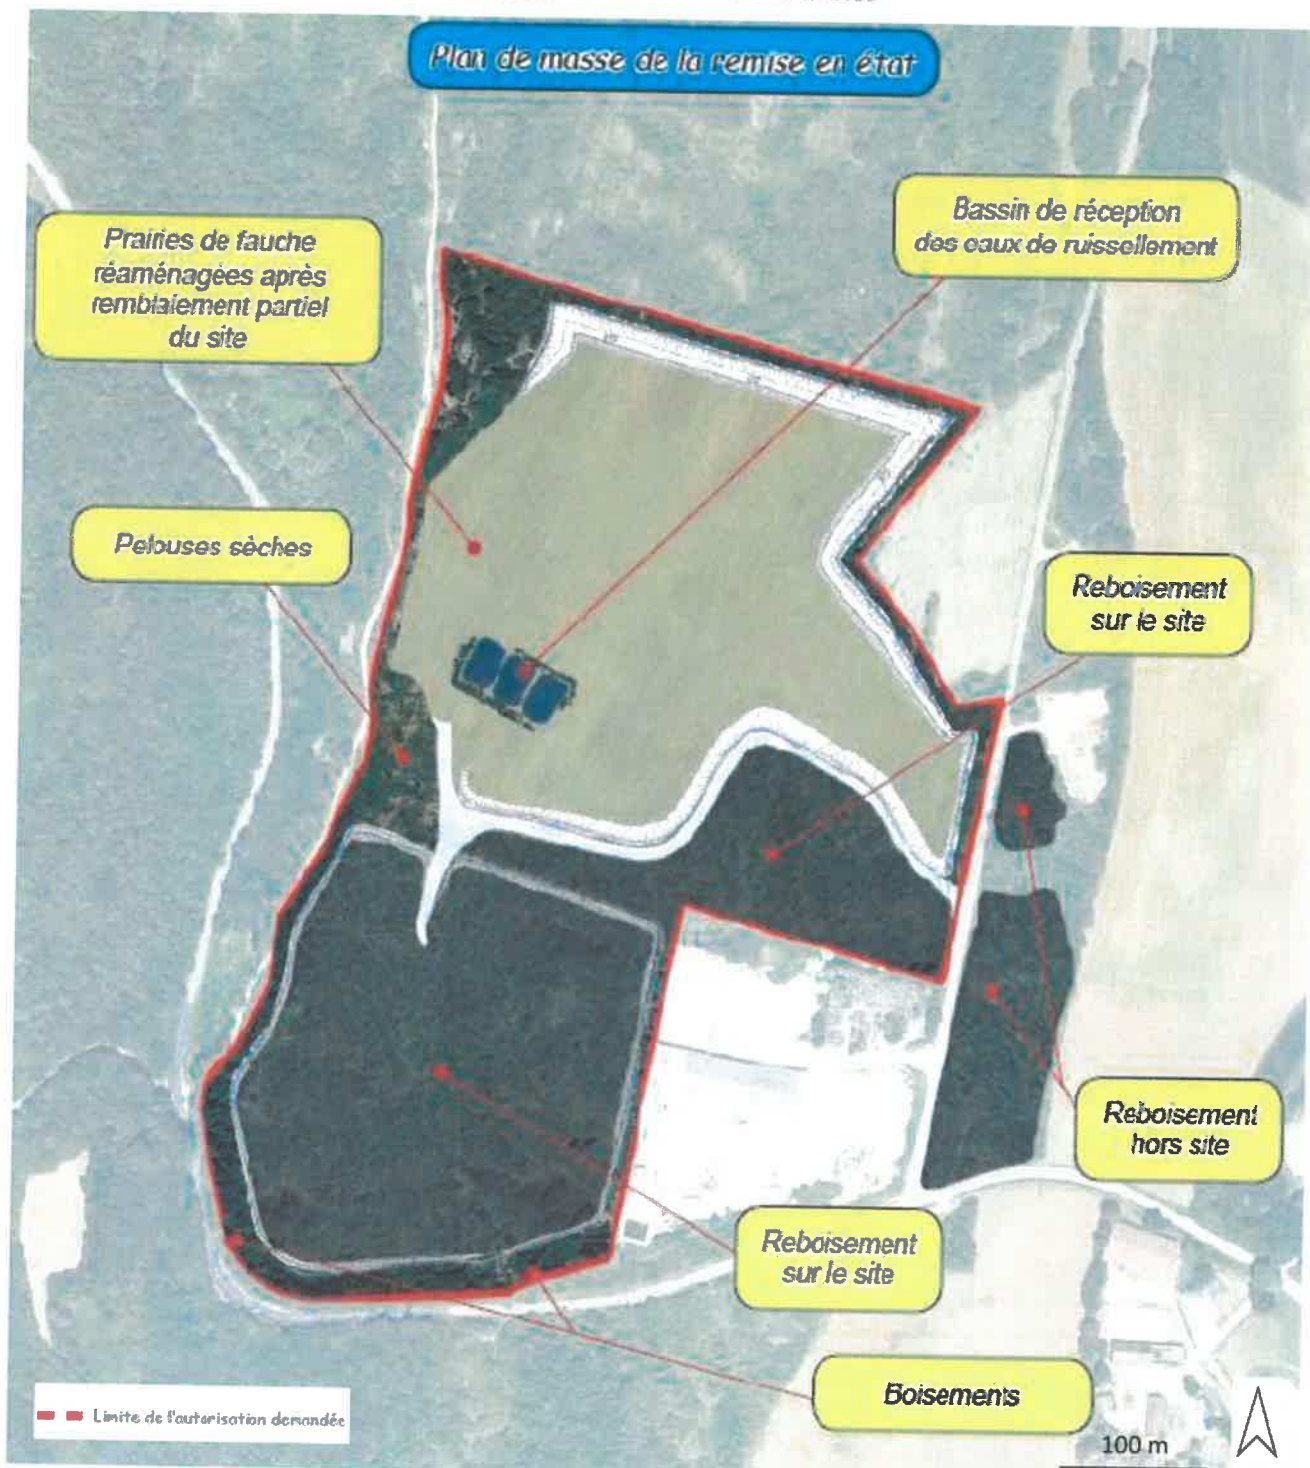 Plan de masse de la remise en état
Bassin de réception
des eaux de ruissellement
Prairies de fauche
réaménagées après
remblaiement partiel
du site
Pelouses sèches
Reboisement
sur le site
Reboisement
hors site
Reboisement
sur le site
Boisements
Limite de l'autorisation demandée
100 m